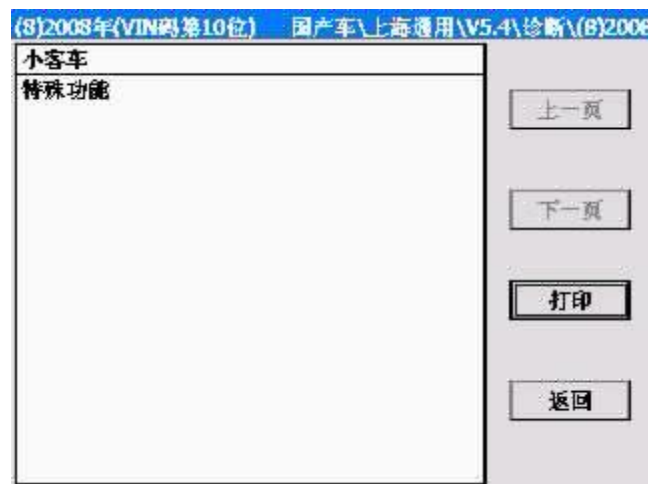 (8)2008年(VIN码第10位) 国产车\上海通用\V5.4\诊断\(8)2008
小客车
特殊功能
上一页
下一页
打印
返回